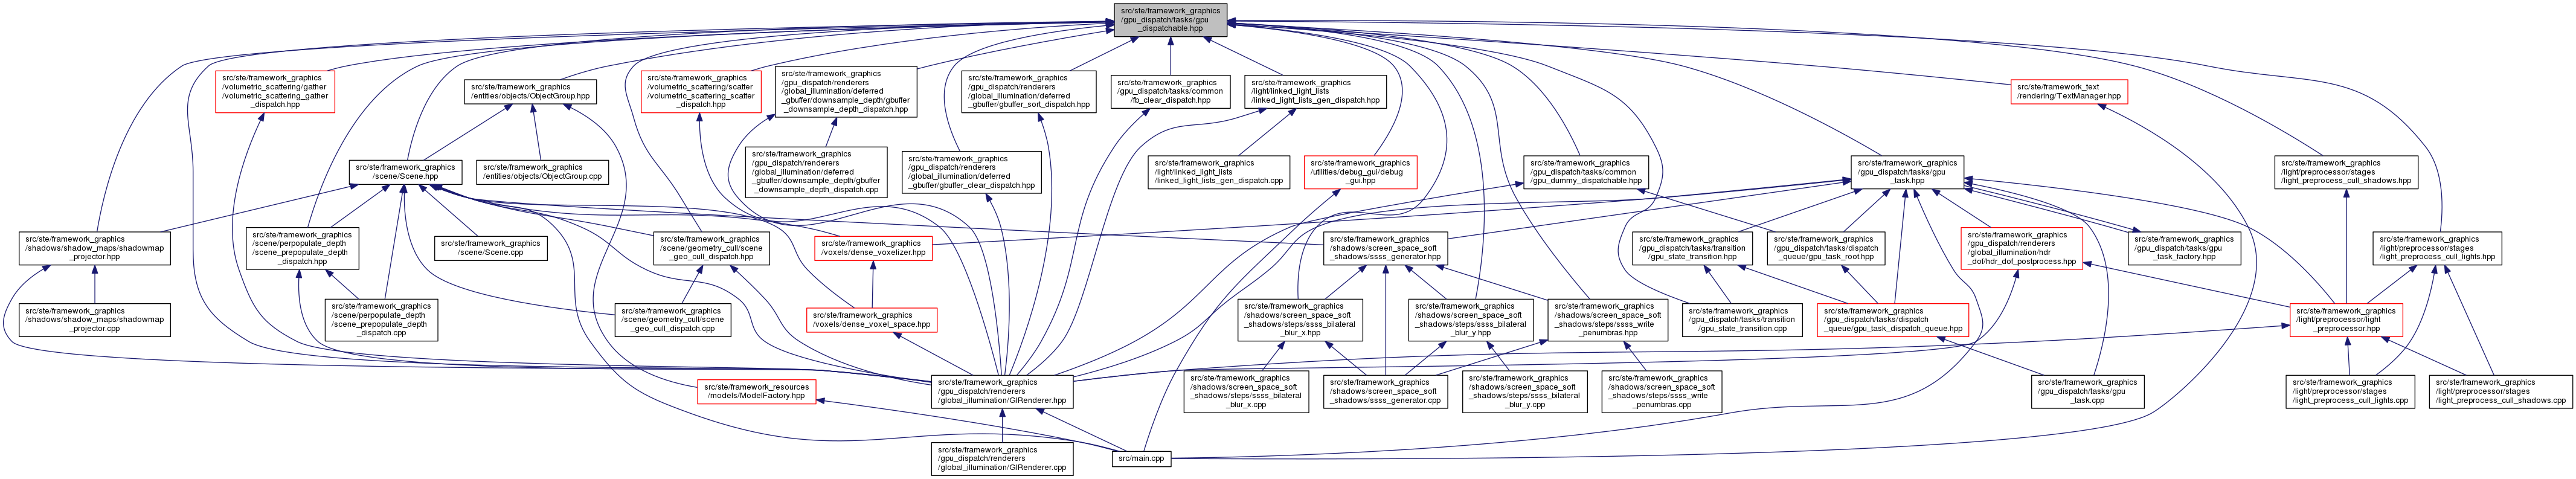 src/ste/framework_graphics
/gpu_dispatch/tasks/gpu
_dispatchable.hpp
src/ste/framework_graphics
/volumetric_scattering/gather
/volumetric_scattering_gather
_dispatch.hpp
src/ste/framework_graphics
/entities/objects/ObjectGroup.hpp
src/ste/framework_graphics
/volumetric_scattering/scatter
/volumetric_scattering_scatter
_dispatch.hpp
src/ste/framework_graphics
/gpu_dispatch/renderers
/global_illumination/deferred
_gbuffer/downsample_depth/gbuffer
_downsample_depth_dispatch.hpp
src/ste/framework_graphics
/gpu_dispatch/renderers
/global_illumination/deferred
_gbuffer/gbuffer_sort_dispatch.hpp
src/ste/framework_graphics
/gpu_dispatch/tasks/common
/fb_clear_dispatch.hpp
src/ste/framework_graphics
/light/linked_light_lists
/linked_light_lists_gen_dispatch.hpp
src/ste/framework_text
/rendering/TextManager.hpp
src/ste/framework_graphics
/scene/Scene.hpp
src/ste/framework_graphics
/entities/objects/ObjectGroup.cpp
src/ste/framework_graphics
/gpu_dispatch/renderers
/global_illumination/deferred
_gbuffer/downsample_depth/gbuffer
_downsample_depth_dispatch.cpp
src/ste/framework_graphics
/gpu_dispatch/renderers
/global_illumination/deferred
_gbuffer/gbuffer_clear_dispatch.hpp
src/ste/framework_graphics
/light/linked_light_lists
/linked_light_lists_gen_dispatch.cpp
src/ste/framework_graphics
/utilities/debug_gui/debug
_gui.hpp
src/ste/framework_graphics
/gpu_dispatch/tasks/common
/gpu_dummy_dispatchable.hpp
src/ste/framework_graphics
/gpu_dispatch/tasks/gpu
_task.hpp
src/ste/framework_graphics
/light/preprocessor/stages
/light_preprocess_cull_shadows.hpp
src/ste/framework_graphics
/shadows/shadow_maps/shadowmap
_projector.hpp
src/ste/framework_graphics
/scene/perpopulate_depth
/scene_prepopulate_depth
_dispatch.hpp
src/ste/framework_graphics
/scene/Scene.cpp
src/ste/framework_graphics
/scene/geometry_cull/scene
_geo_cull_dispatch.hpp
src/ste/framework_graphics
/voxels/dense_voxelizer.hpp
src/ste/framework_graphics
/shadows/screen_space_soft
_shadows/ssss_generator.hpp
src/ste/framework_graphics
/gpu_dispatch/tasks/transition
/gpu_state_transition.hpp
src/ste/framework_graphics
/gpu_dispatch/tasks/dispatch
_queue/gpu_task_root.hpp
src/ste/framework_graphics
/gpu_dispatch/renderers
/global_illumination/hdr
_dof/hdr_dof_postprocess.hpp
src/ste/framework_graphics
/gpu_dispatch/tasks/gpu
_task_factory.hpp
src/ste/framework_graphics
/light/preprocessor/stages
/light_preprocess_cull_lights.hpp
src/ste/framework_graphics
/shadows/shadow_maps/shadowmap
_projector.cpp
src/ste/framework_graphics
/scene/perpopulate_depth
/scene_prepopulate_depth
_dispatch.cpp
src/ste/framework_graphics
/scene/geometry_cull/scene
_geo_cull_dispatch.cpp
src/ste/framework_graphics
/voxels/dense_voxel_space.hpp
src/ste/framework_graphics
/shadows/screen_space_soft
_shadows/steps/ssss_bilateral
_blur_x.hpp
src/ste/framework_graphics
/shadows/screen_space_soft
_shadows/steps/ssss_bilateral
_blur_y.hpp
src/ste/framework_graphics
/shadows/screen_space_soft
_shadows/steps/ssss_write
_penumbras.hpp
src/ste/framework_graphics
/gpu_dispatch/tasks/transition
/gpu_state_transition.cpp
src/ste/framework_graphics
/gpu_dispatch/tasks/dispatch
_queue/gpu_task_dispatch_queue.hpp
src/ste/framework_graphics
/light/preprocessor/light
_preprocessor.hpp
src/ste/framework_resources
/models/ModelFactory.hpp
src/ste/framework_graphics
/gpu_dispatch/renderers
/global_illumination/GIRenderer.hpp
src/ste/framework_graphics
/shadows/screen_space_soft
_shadows/steps/ssss_bilateral
_blur_x.cpp
src/ste/framework_graphics
/shadows/screen_space_soft
_shadows/ssss_generator.cpp
src/ste/framework_graphics
/shadows/screen_space_soft
_shadows/steps/ssss_bilateral
_blur_y.cpp
src/ste/framework_graphics
/shadows/screen_space_soft
_shadows/steps/ssss_write
_penumbras.cpp
src/ste/framework_graphics
/gpu_dispatch/tasks/gpu
_task.cpp
src/ste/framework_graphics
/light/preprocessor/stages
/light_preprocess_cull_lights.cpp
src/ste/framework_graphics
/light/preprocessor/stages
/light_preprocess_cull_shadows.cpp
src/ste/framework_graphics
/gpu_dispatch/renderers
/global_illumination/GIRenderer.cpp
src/main.cpp